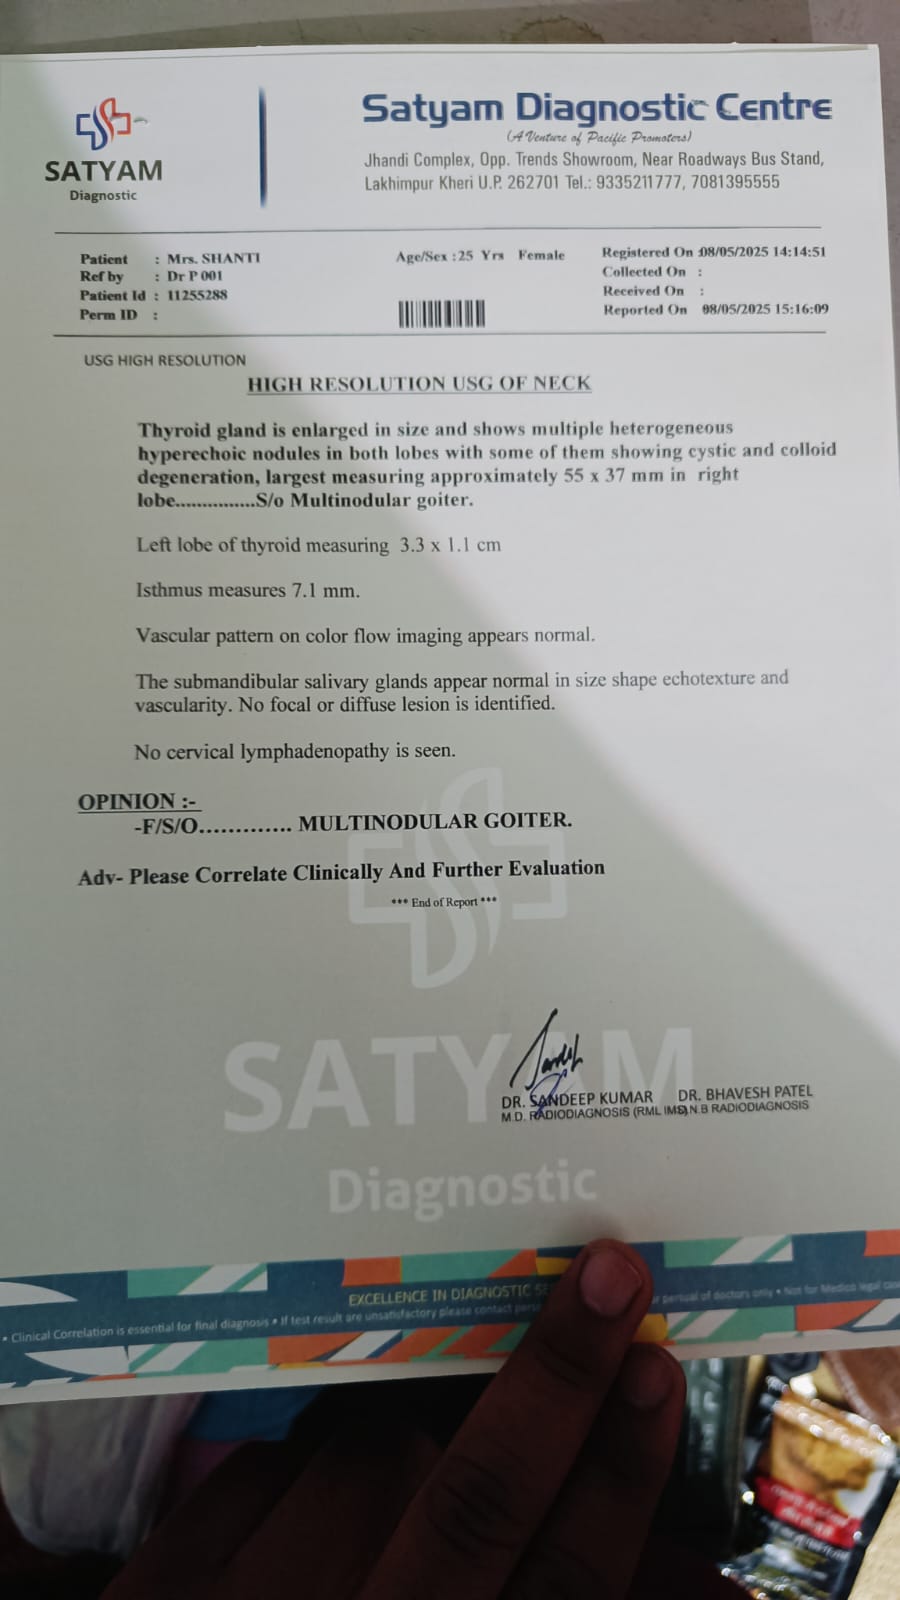 SATYAM
Diagnostic
Satyam Diagnostic Centre
(A Venture of Pacific Promoters)
Jhandi Complex, Opp. Trends Showroom, Near Roadways Bus Stand,
Lakhimpur Kheri U.P. 262701 Tel.: 9335211777, 7081395555
Patient : Mrs. SHANTI Age/Sex :25 Yrs Female Registered On :08/05/2025 14:14:51
Ref by : Dr P 001 Collected On :
Patient Id : 11255288 Received On :
Perm ID : Reported On 08/05/2025 15:16:09
USG HIGH RESOLUTION
HIGH RESOLUTION USG OF NECK
Thyroid gland is enlarged in size and shows multiple heterogeneous
hyperechoic nodules in both lobes with some of them showing cystic and colloid
degeneration, largest measuring approximately 55 x 37 mm in right
lobe...............S/o Multinodular goiter.
Left lobe of thyroid measuring 3.3 x 1.1 cm
Isthmus measures 7.1 mm.
Vascular pattern on color flow imaging appears normal.
The submandibular salivary glands appear normal in size shape echotexture and
vascularity. No focal or diffuse lesion is identified.
No cervical lymphadenopathy is seen.
OPINION :-
-F/S/O............. MULTINODULAR GOITER.
Adv- Please Correlate Clinically And Further Evaluation
*** End of Report ***
SATYAM
Diagnostic
DR. SANDEEP KUMAR DR. BHAVESH PATEL
M.D. RADIODIAGNOSIS (RML IMS) N.B RADIODIAGNOSIS
EXCELLENCE IN DIAGNOSTIC
• Clinical Correlation is essential for final diagnosis • If test result are unsatisfactory please contact perusal of doctors only • Not for Medico legal